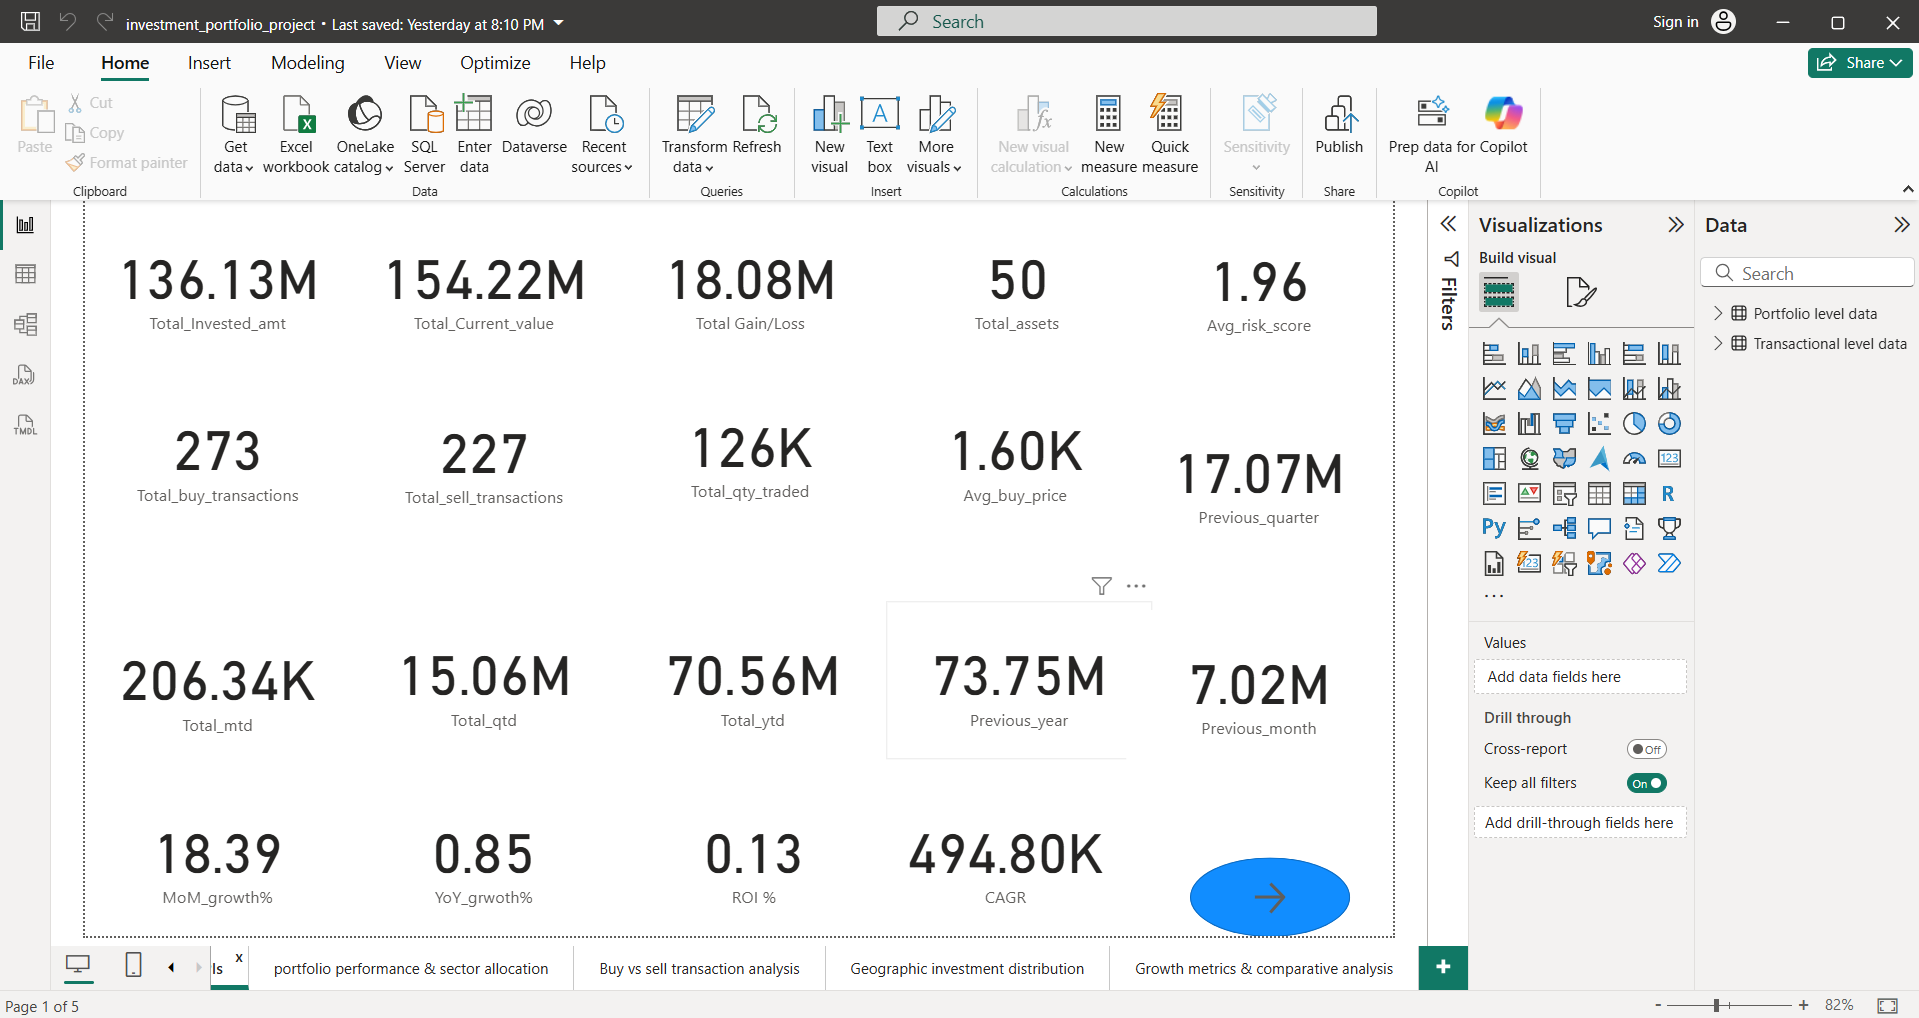 investment_portfolio_project • Last saved: Yesterday at 8:10 PM
Search
Sign in
File Home Insert Modeling View Optimize Help
Share
Paste
Cut
Copy
Format painter
Clipboard
Get data
Excel workbook
OneLake catalog
SQL Server
Enter data
Dataverse
Recent sources
Data
Transform data
Refresh
Queries
New visual
Text box
More visuals
Insert
New visual calculation
New measure
Quick measure
Calculations
Sensitivity
Sensitivity
Publish
Share
Prep data for AI
Copilot
Copilot
DAX
TMDL
136.13M
Total_Invested_amt
154.22M
Total_Current_value
18.08M
Total Gain/Loss
50
Total_assets
1.96
Avg_risk_score
273
Total_buy_transactions
227
Total_sell_transactions
126K
Total_qty_traded
1.60K
Avg_buy_price
17.07M
Previous_quarter
206.34K
Total_mtd
15.06M
Total_qtd
70.56M
Total_ytd
73.75M
Previous_year
7.02M
Previous_month
18.39
MoM_growth%
0.85
YoY_grwoth%
0.13
ROI %
494.80K
CAGR
Filters
Visualizations
Build visual
123
R
Py
123
...
Values
Add data fields here
Drill through
Cross-report
Off
Keep all filters
On
Add drill-through fields here
Data
Search
Portfolio level data
Transactional level data
ls
x
portfolio performance & sector allocation
Buy vs sell transaction analysis
Geographic investment distribution
Growth metrics & comparative analysis
+
Page 1 of 5
- + 82%